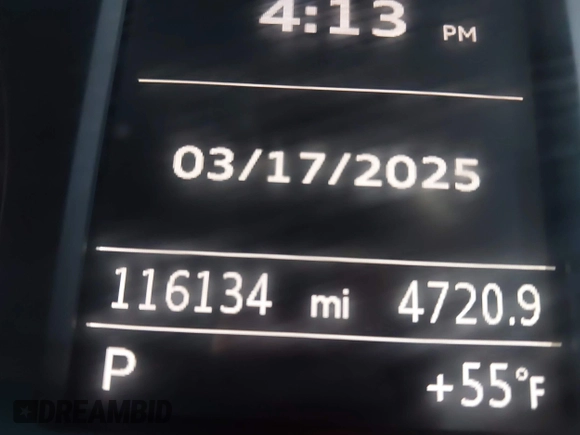 4:13 PM
03/17/2025
116134 mi 4720.9
P +55°F
DREAMBID